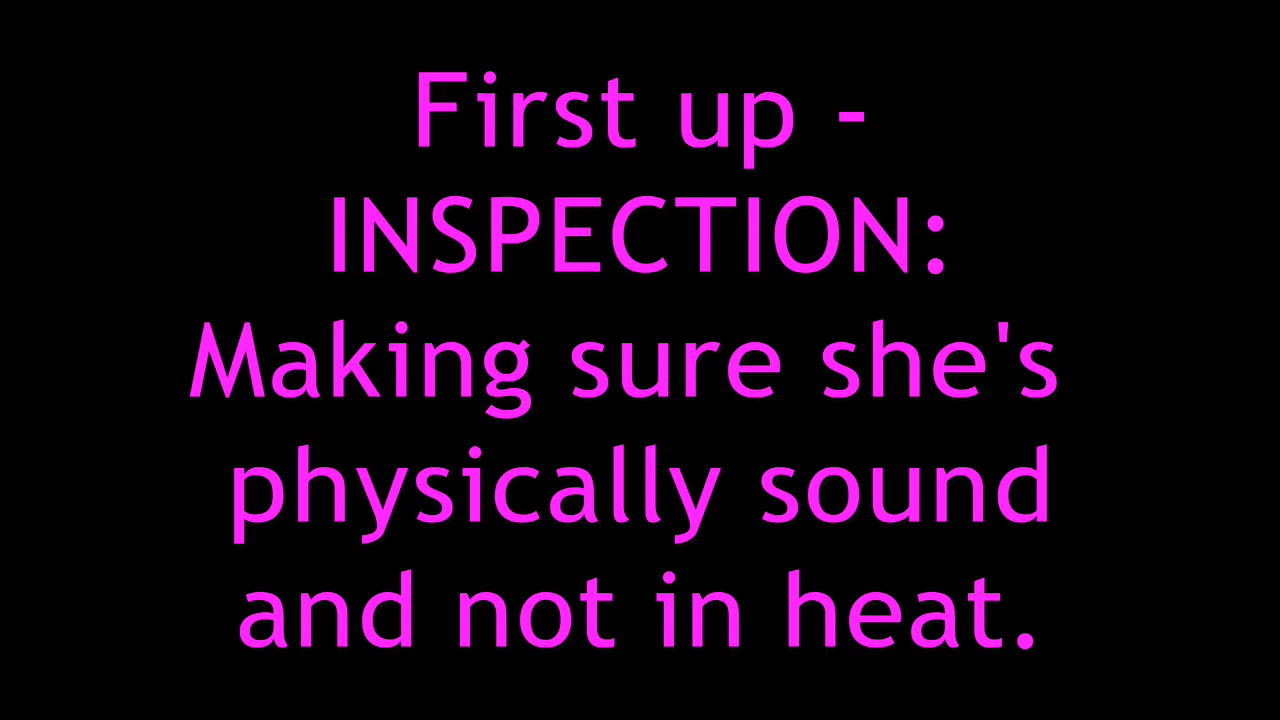 First up -
INSPECTION:
Making sure she's
physically sound
and not in heat.